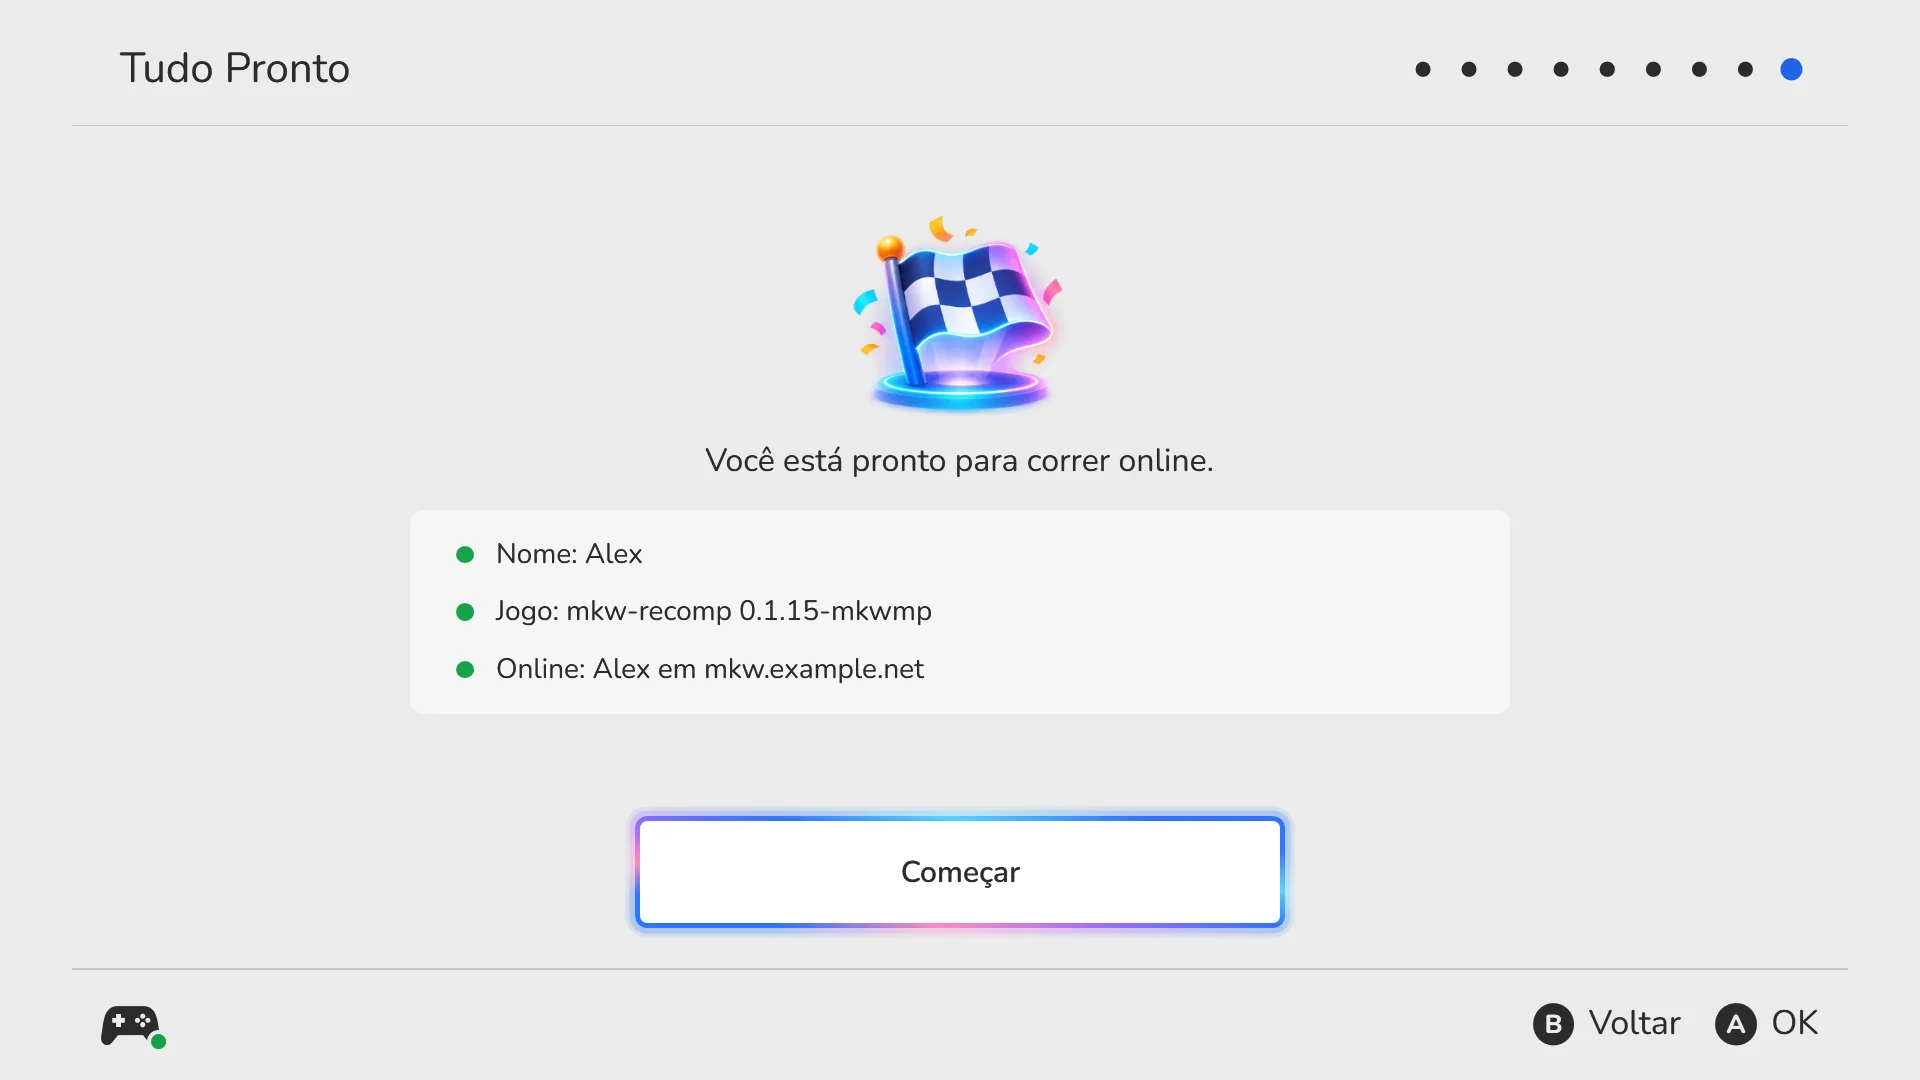 Tudo Pronto
Você está pronto para correr online.
Nome: Alex
Jogo: mkw-recomp 0.1.15-mkwmp
Online: Alex em mkw.example.net
Começar
B Voltar A OK